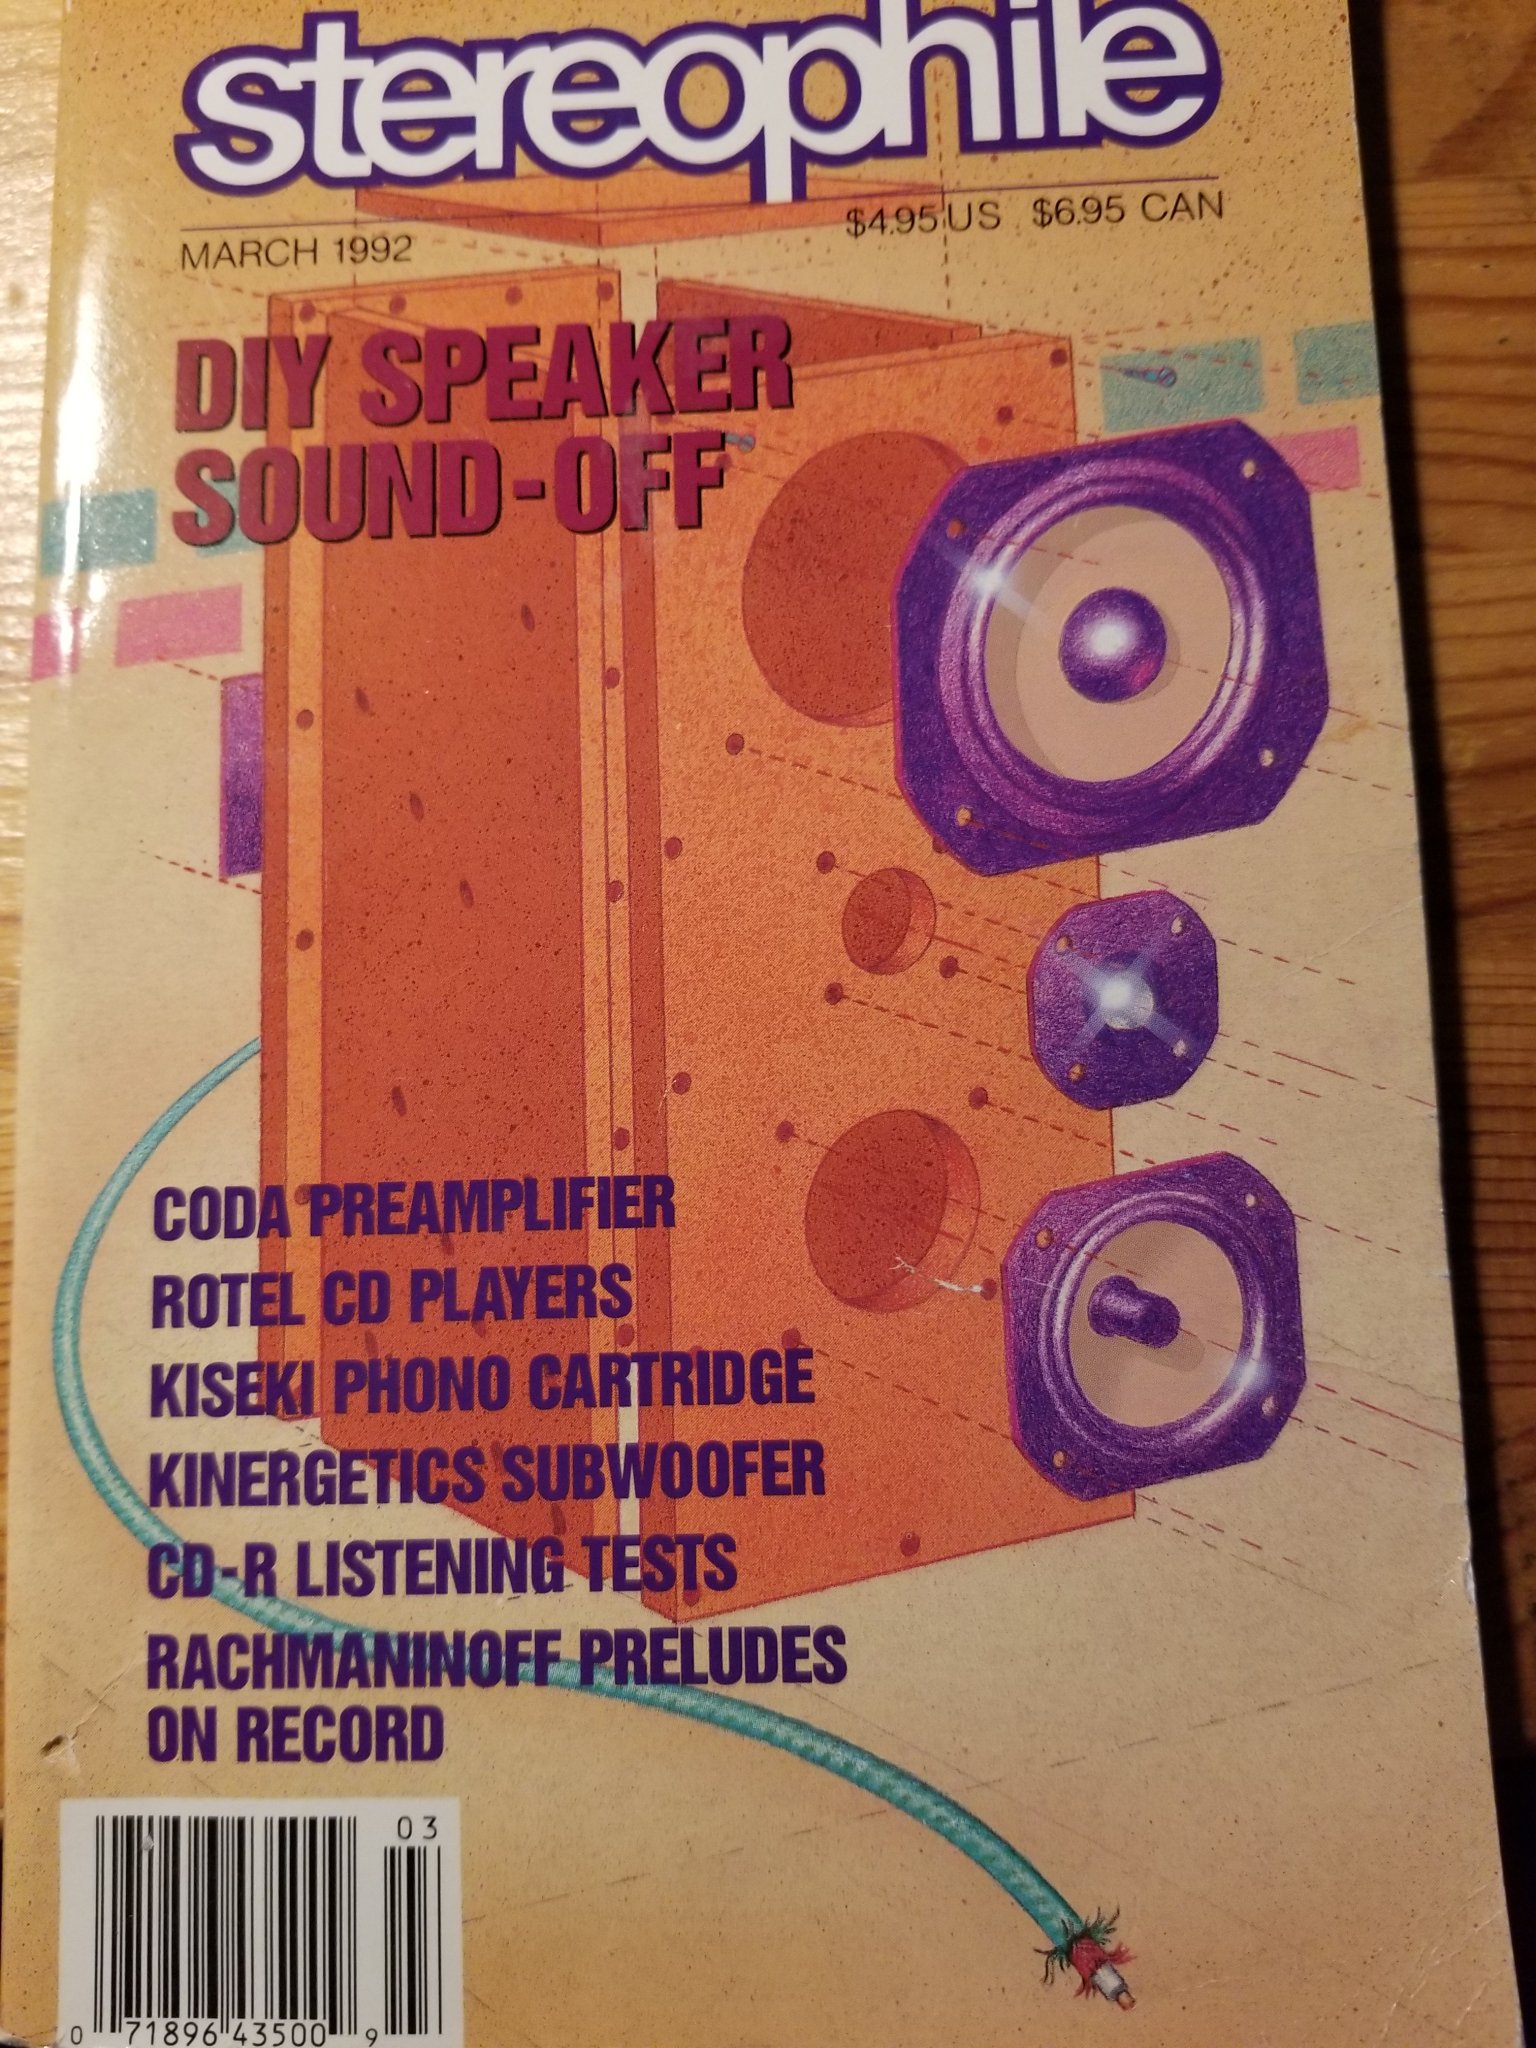 stereophile
MARCH 1992
$4.95 US $6.95 CAN
DIY SPEAKER
SOUND-OFF
CODA PREAMPLIFIER
ROTEL CD PLAYERS
KISEKI PHONO CARTRIDGE
KINERGETICS SUBWOOFER
CD-R LISTENING TESTS
RACHMANINOFF PRELUDES
ON RECORD
03
0 71896 43500 9